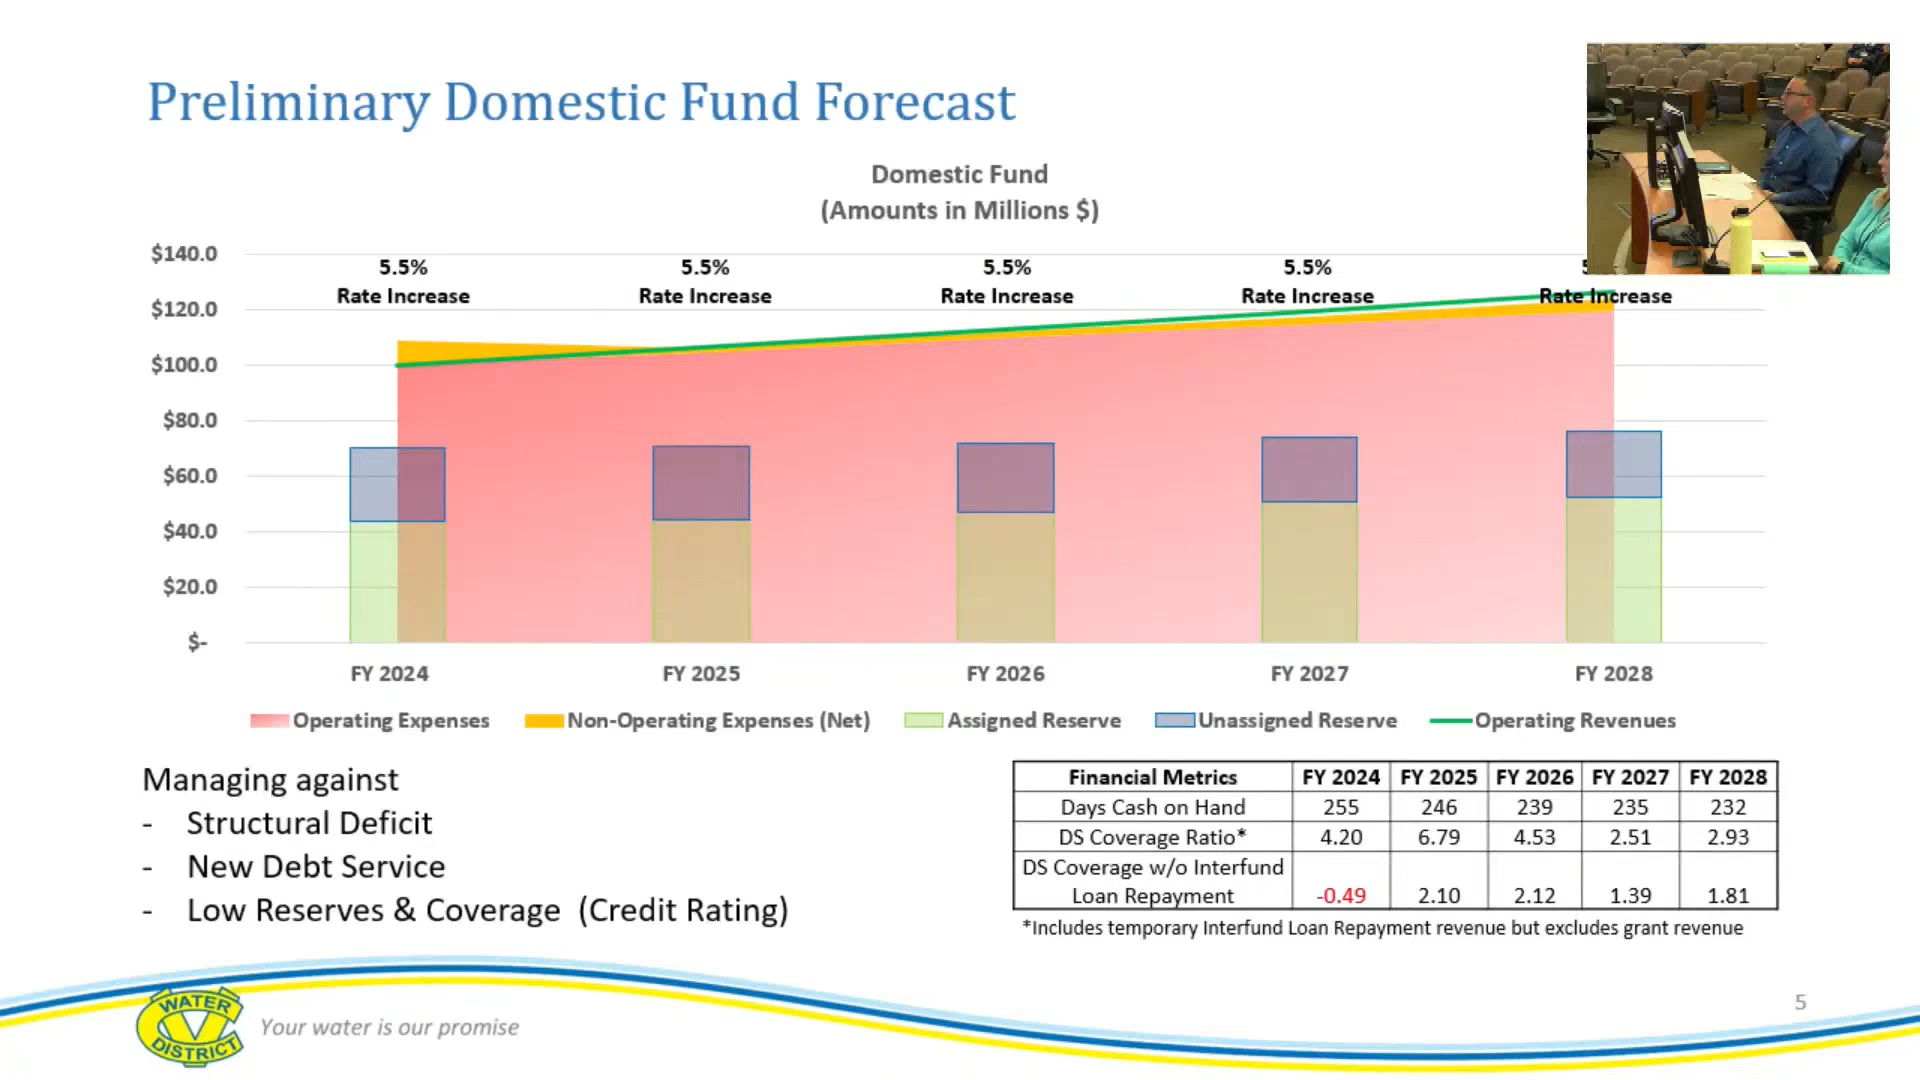 Preliminary Domestic Fund Forecast
Domestic Fund
(Amounts in Millions $)
$140.0
$120.0
$100.0
$80.0
$60.0
$40.0
$20.0
$-
5.5%
Rate Increase
5.5%
Rate Increase
5.5%
Rate Increase
5.5%
Rate Increase
Rate Increase
FY 2024 FY 2025 FY 2026 FY 2027 FY 2028
Operating Expenses Non-Operating Expenses (Net) Assigned Reserve Unassigned Reserve Operating Revenues
Managing against
- Structural Deficit
- New Debt Service
- Low Reserves & Coverage (Credit Rating)
Financial Metrics FY 2024 FY 2025 FY 2026 FY 2027 FY 2028
Days Cash on Hand 255 246 239 235 232
DS Coverage Ratio* 4.20 6.79 4.53 2.51 2.93
DS Coverage w/o Interfund
Loan Repayment -0.49 2.10 2.12 1.39 1.81
*Includes temporary Interfund Loan Repayment revenue but excludes grant revenue
WATER
CV
DISTRICT
Your water is our promise
5